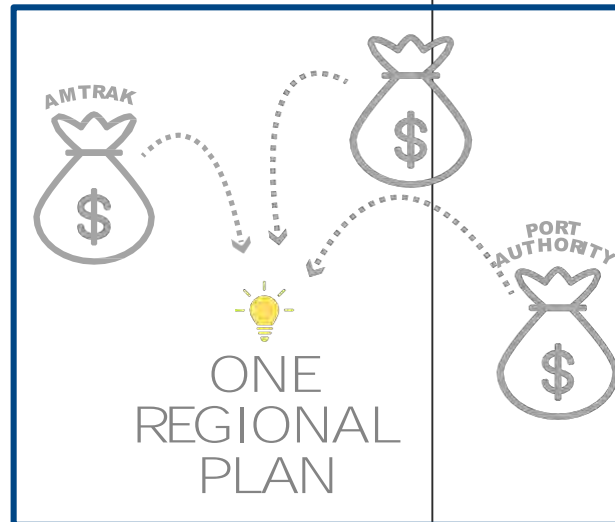 AMTRAK
$
$
PORT
AUTHORITY
$
ONE
REGIONAL
PLAN